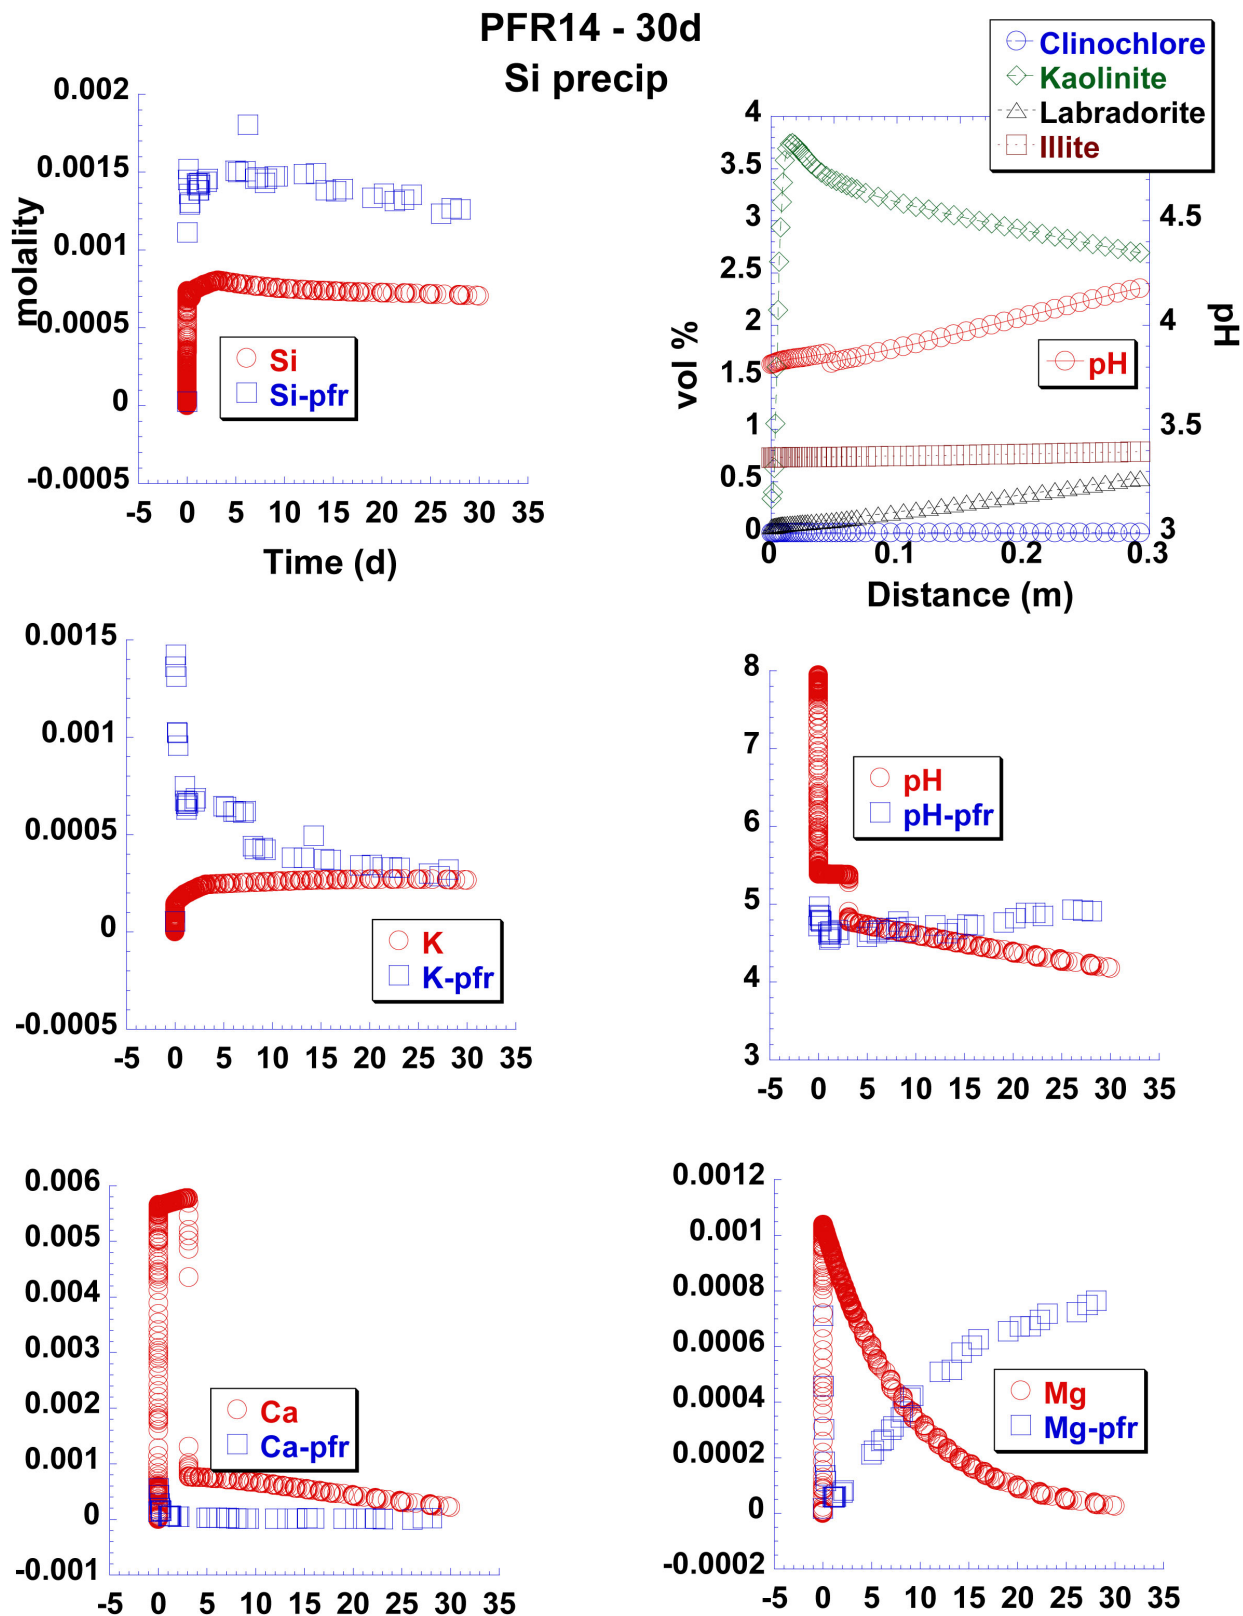 PFR14 - 30d
Si precip
Clinochlore
Kaolinite
Labradorite
Illite
0.002
0.0015
0.001
0.0005
0
-0.0005
molality
Si
Si-pfr
-5 0 5 10 15 20 25 30 35
Time (d)
4
3.5
3
2.5
2
1.5
1
0.5
0
vol %
4.5
4
3.5
3
pH
pH
0 0.1 0.2 0.3
Distance (m)
0.0015
0.001
0.0005
0
-0.0005
K
K-pfr
-5 0 5 10 15 20 25 30 35
8
7
6
5
4
3
pH
pH-pfr
-5 0 5 10 15 20 25 30 35
0.006
0.005
0.004
0.003
0.002
0.001
0
-0.001
Ca
Ca-pfr
-5 0 5 10 15 20 25 30 35
0.0012
0.001
0.0008
0.0006
0.0004
0.0002
0
-0.0002
Mg
Mg-pfr
-5 0 5 10 15 20 25 30 35